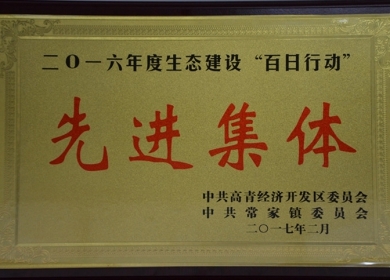 二〇一六年度生态建设“百日行动”
先进集体
中共高青经济开发区委员会
中共常家镇委员会
二〇一七年二月